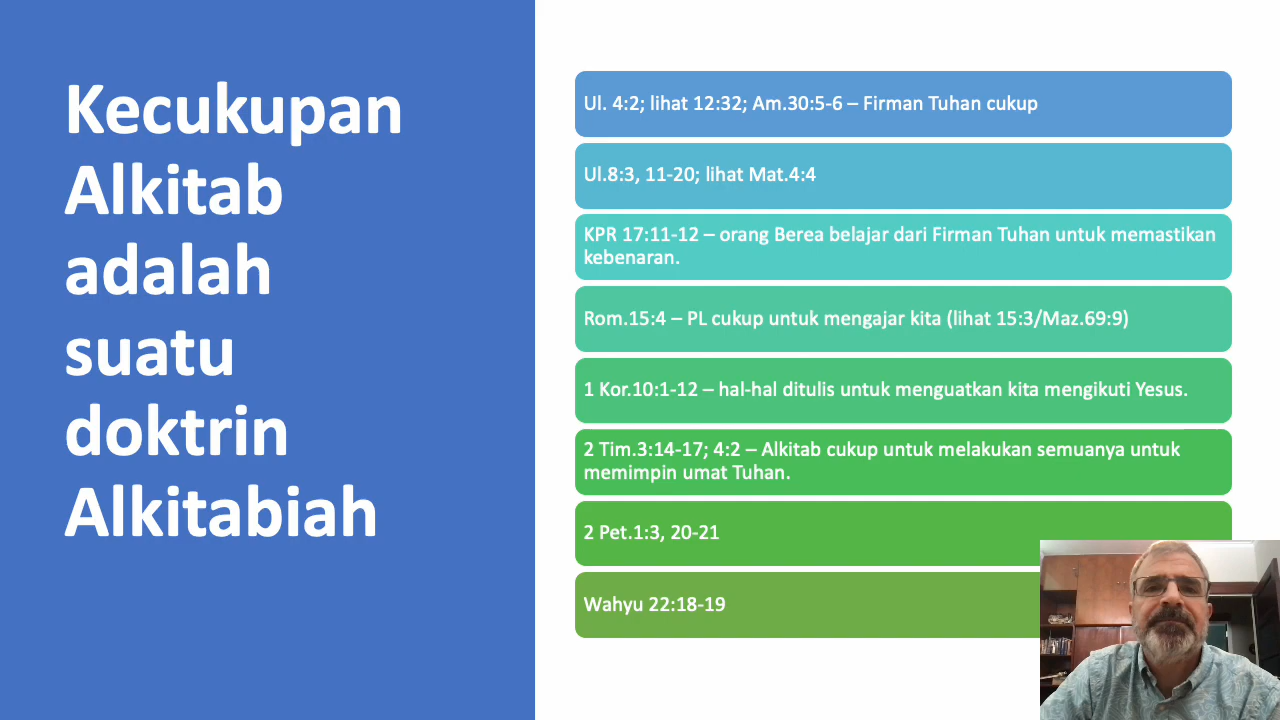 Kecukupan
Alkitab
adalah
suatu
doktrin
Alkitabiah
Ul. 4:2; lihat 12:32; Am.30:5-6 – Firman Tuhan cukup
Ul.8:3, 11-20; lihat Mat.4:4
KPR 17:11-12 – orang Berea belajar dari Firman Tuhan untuk memastikan
kebenaran.
Rom.15:4 – PL cukup untuk mengajar kita (lihat 15:3/Maz.69:9)
1 Kor.10:1-12 – hal-hal ditulis untuk menguatkan kita mengikuti Yesus.
2 Tim.3:14-17; 4:2 – Alkitab cukup untuk melakukan semuanya untuk
memimpin umat Tuhan.
2 Pet.1:3, 20-21
Wahyu 22:18-19